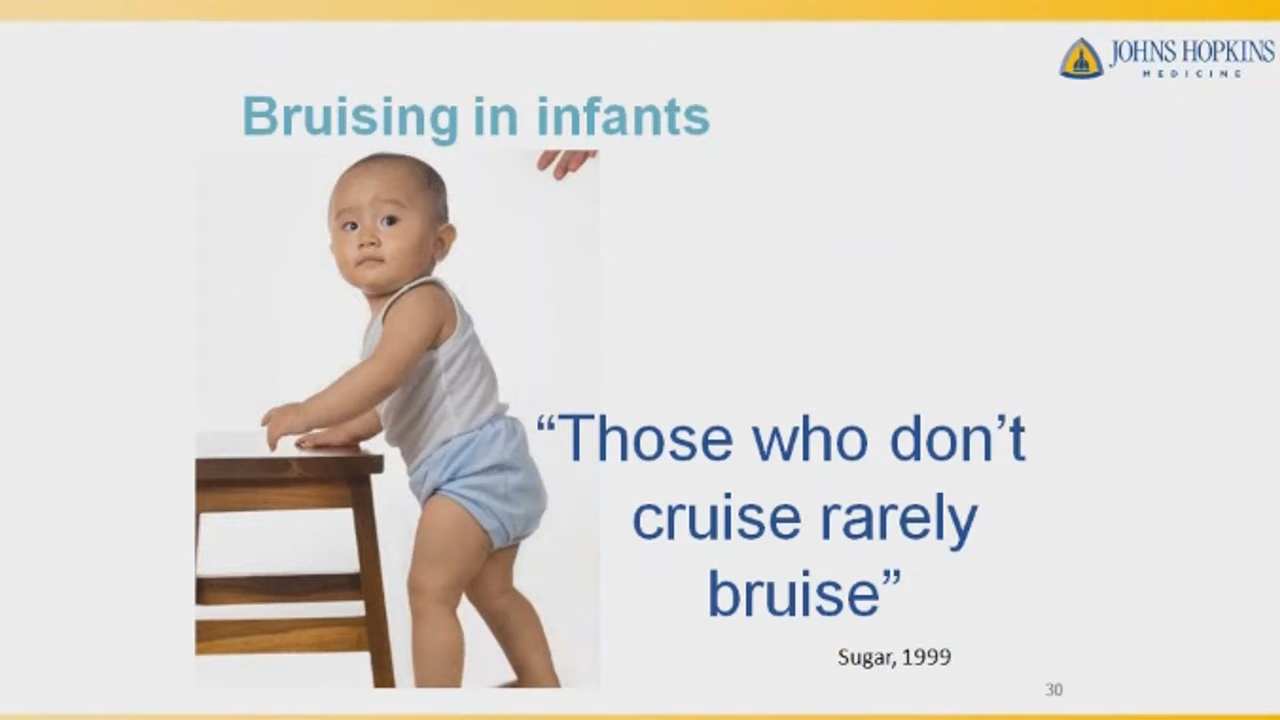 JOHNS HOPKINS
MEDICINE
Bruising in infants
“Those who don’t
cruise rarely
bruise”
Sugar, 1999
30